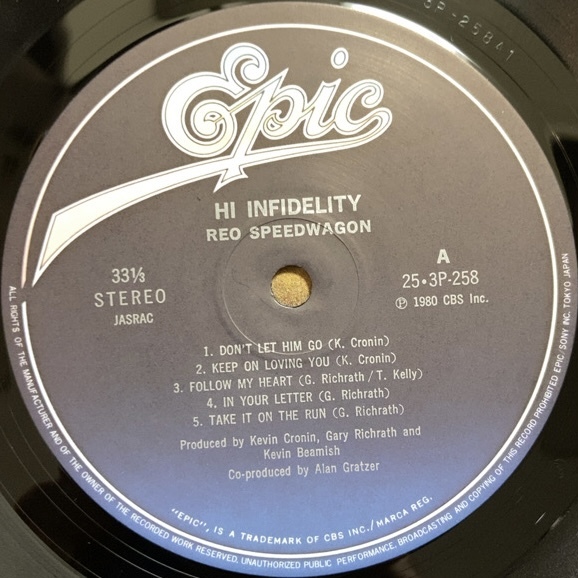 3P-25841
Epic
HI INFIDELITY
REO SPEEDWAGON
33⅓
STEREO
JASRAC
A
25•3P-258
Ⓟ 1980 CBS Inc.
1. DON'T LET HIM GO (K. Cronin)
2. KEEP ON LOVING YOU (K. Cronin)
3. FOLLOW MY HEART (G. Richrath / T. Kelly)
4. IN YOUR LETTER (G. Richrath)
5. TAKE IT ON THE RUN (G. Richrath)
Produced by Kevin Cronin, Gary Richrath and
Kevin Beamish
Co-produced by Alan Gratzer
"EPIC", IS A TRADEMARK OF CBS INC./MARCA REG.
ALL RIGHTS OF THE MANUFACTURER AND OF THE OWNER OF THE RECORDED WORK RESERVED. UNAUTHORIZED PUBLIC PERFORMANCE, BROADCASTING AND COPYING OF THIS RECORD PROHIBITED EPIC/SONY INC. TOKYO JAPAN